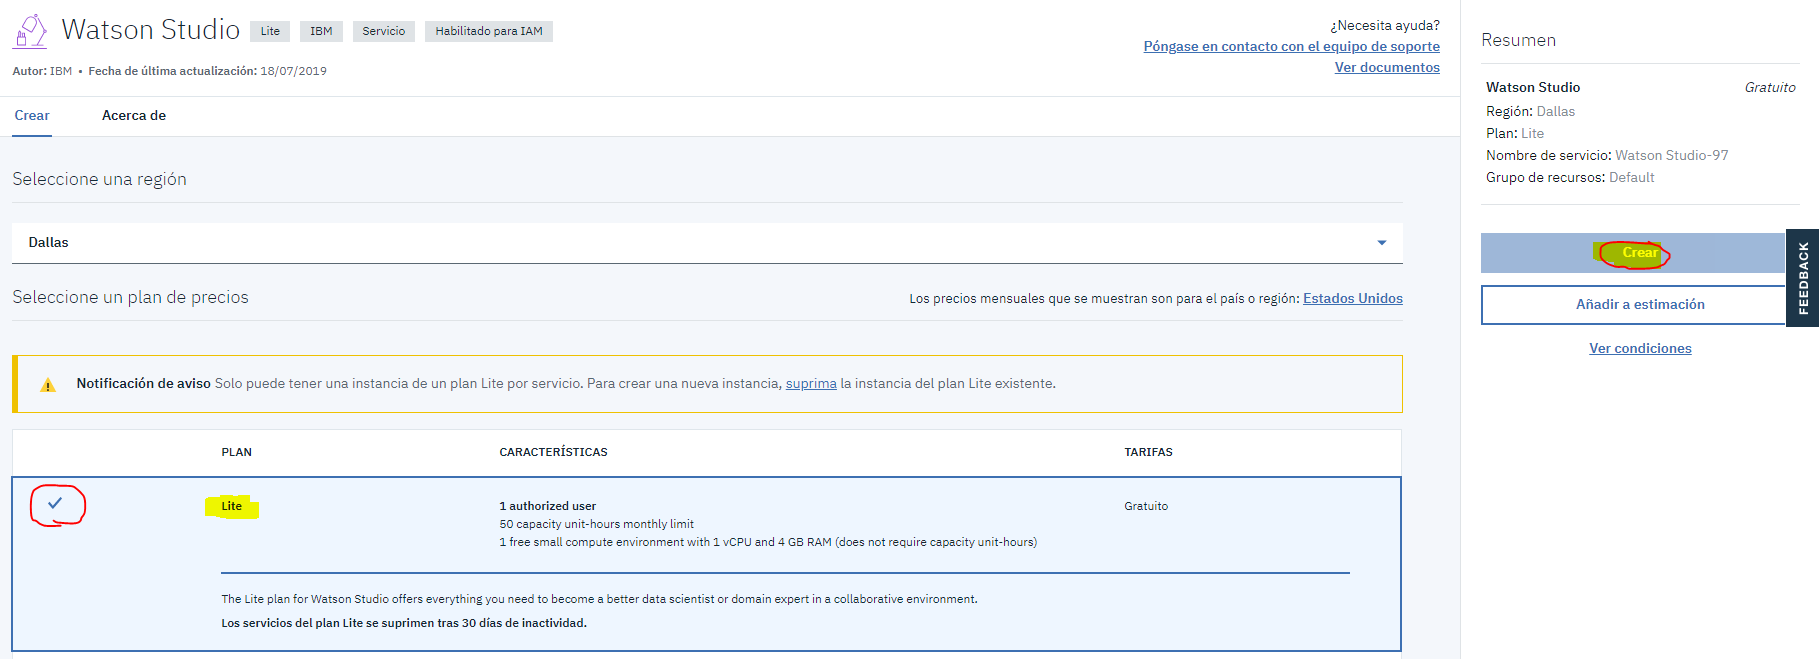 Watson Studio
Lite
IBM
Servicio
Habilitado para IAM
Autor: IBM • Fecha de última actualización: 18/07/2019
¿Necesita ayuda?
Póngase en contacto con el equipo de soporte
Ver documentos
Crear
Acerca de
Seleccione una región
Dallas
Seleccione un plan de precios
Los precios mensuales que se muestran son para el país o región: Estados Unidos
Notificación de aviso Solo puede tener una instancia de un plan Lite por servicio. Para crear una nueva instancia, suprima la instancia del plan Lite existente.
PLAN
CARACTERÍSTICAS
TARIFAS
Lite
1 authorized user
50 capacity unit-hours monthly limit
1 free small compute environment with 1 vCPU and 4 GB RAM (does not require capacity unit-hours)
Gratuito
The Lite plan for Watson Studio offers everything you need to become a better data scientist or domain expert in a collaborative environment.
Los servicios del plan Lite se suprimen tras 30 días de inactividad.
Resumen
Watson Studio
Gratuito
Región: Dallas
Plan: Lite
Nombre de servicio: Watson Studio-97
Grupo de recursos: Default
Crear
Añadir a estimación
Ver condiciones
FEEDBACK